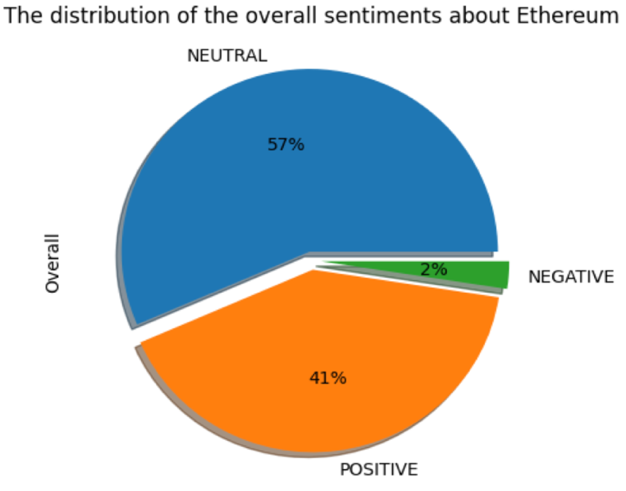 The distribution of the overall sentiments about Ethereum
NEUTRAL
57%
Overall
2%
NEGATIVE
41%
POSITIVE